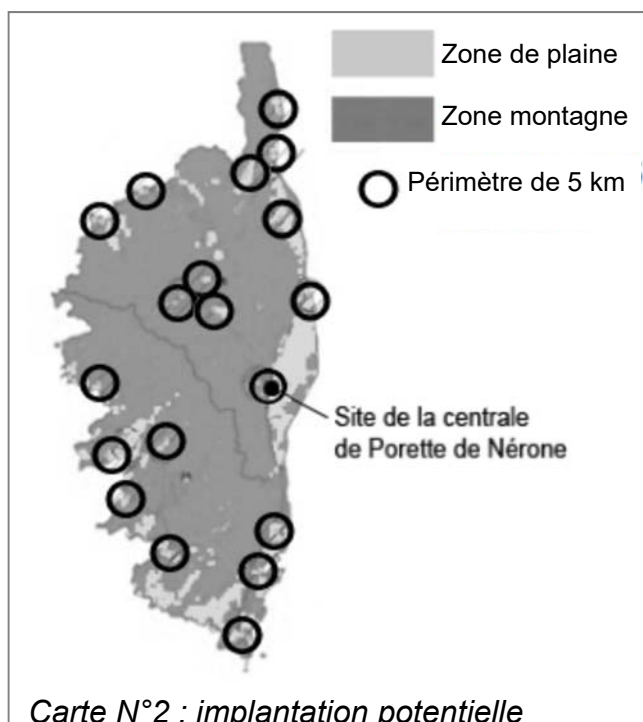 Zone de plaine
Zone montagne
Périmètre de 5 km
Site de la centrale
de Porette de Nérone
Carte N°2 : implantation potentielle